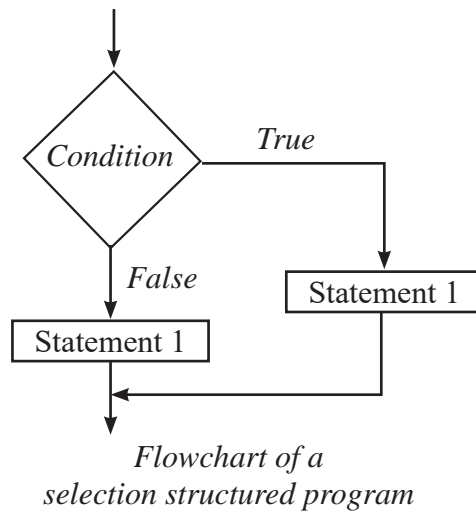 Condition
True
False
Statement 1
Statement 1
Flowchart of a
selection structured program